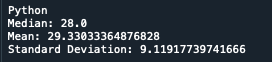 Python
Median: 28.0
Mean: 29.33033364876828
Standard Deviation: 9.11917739741666